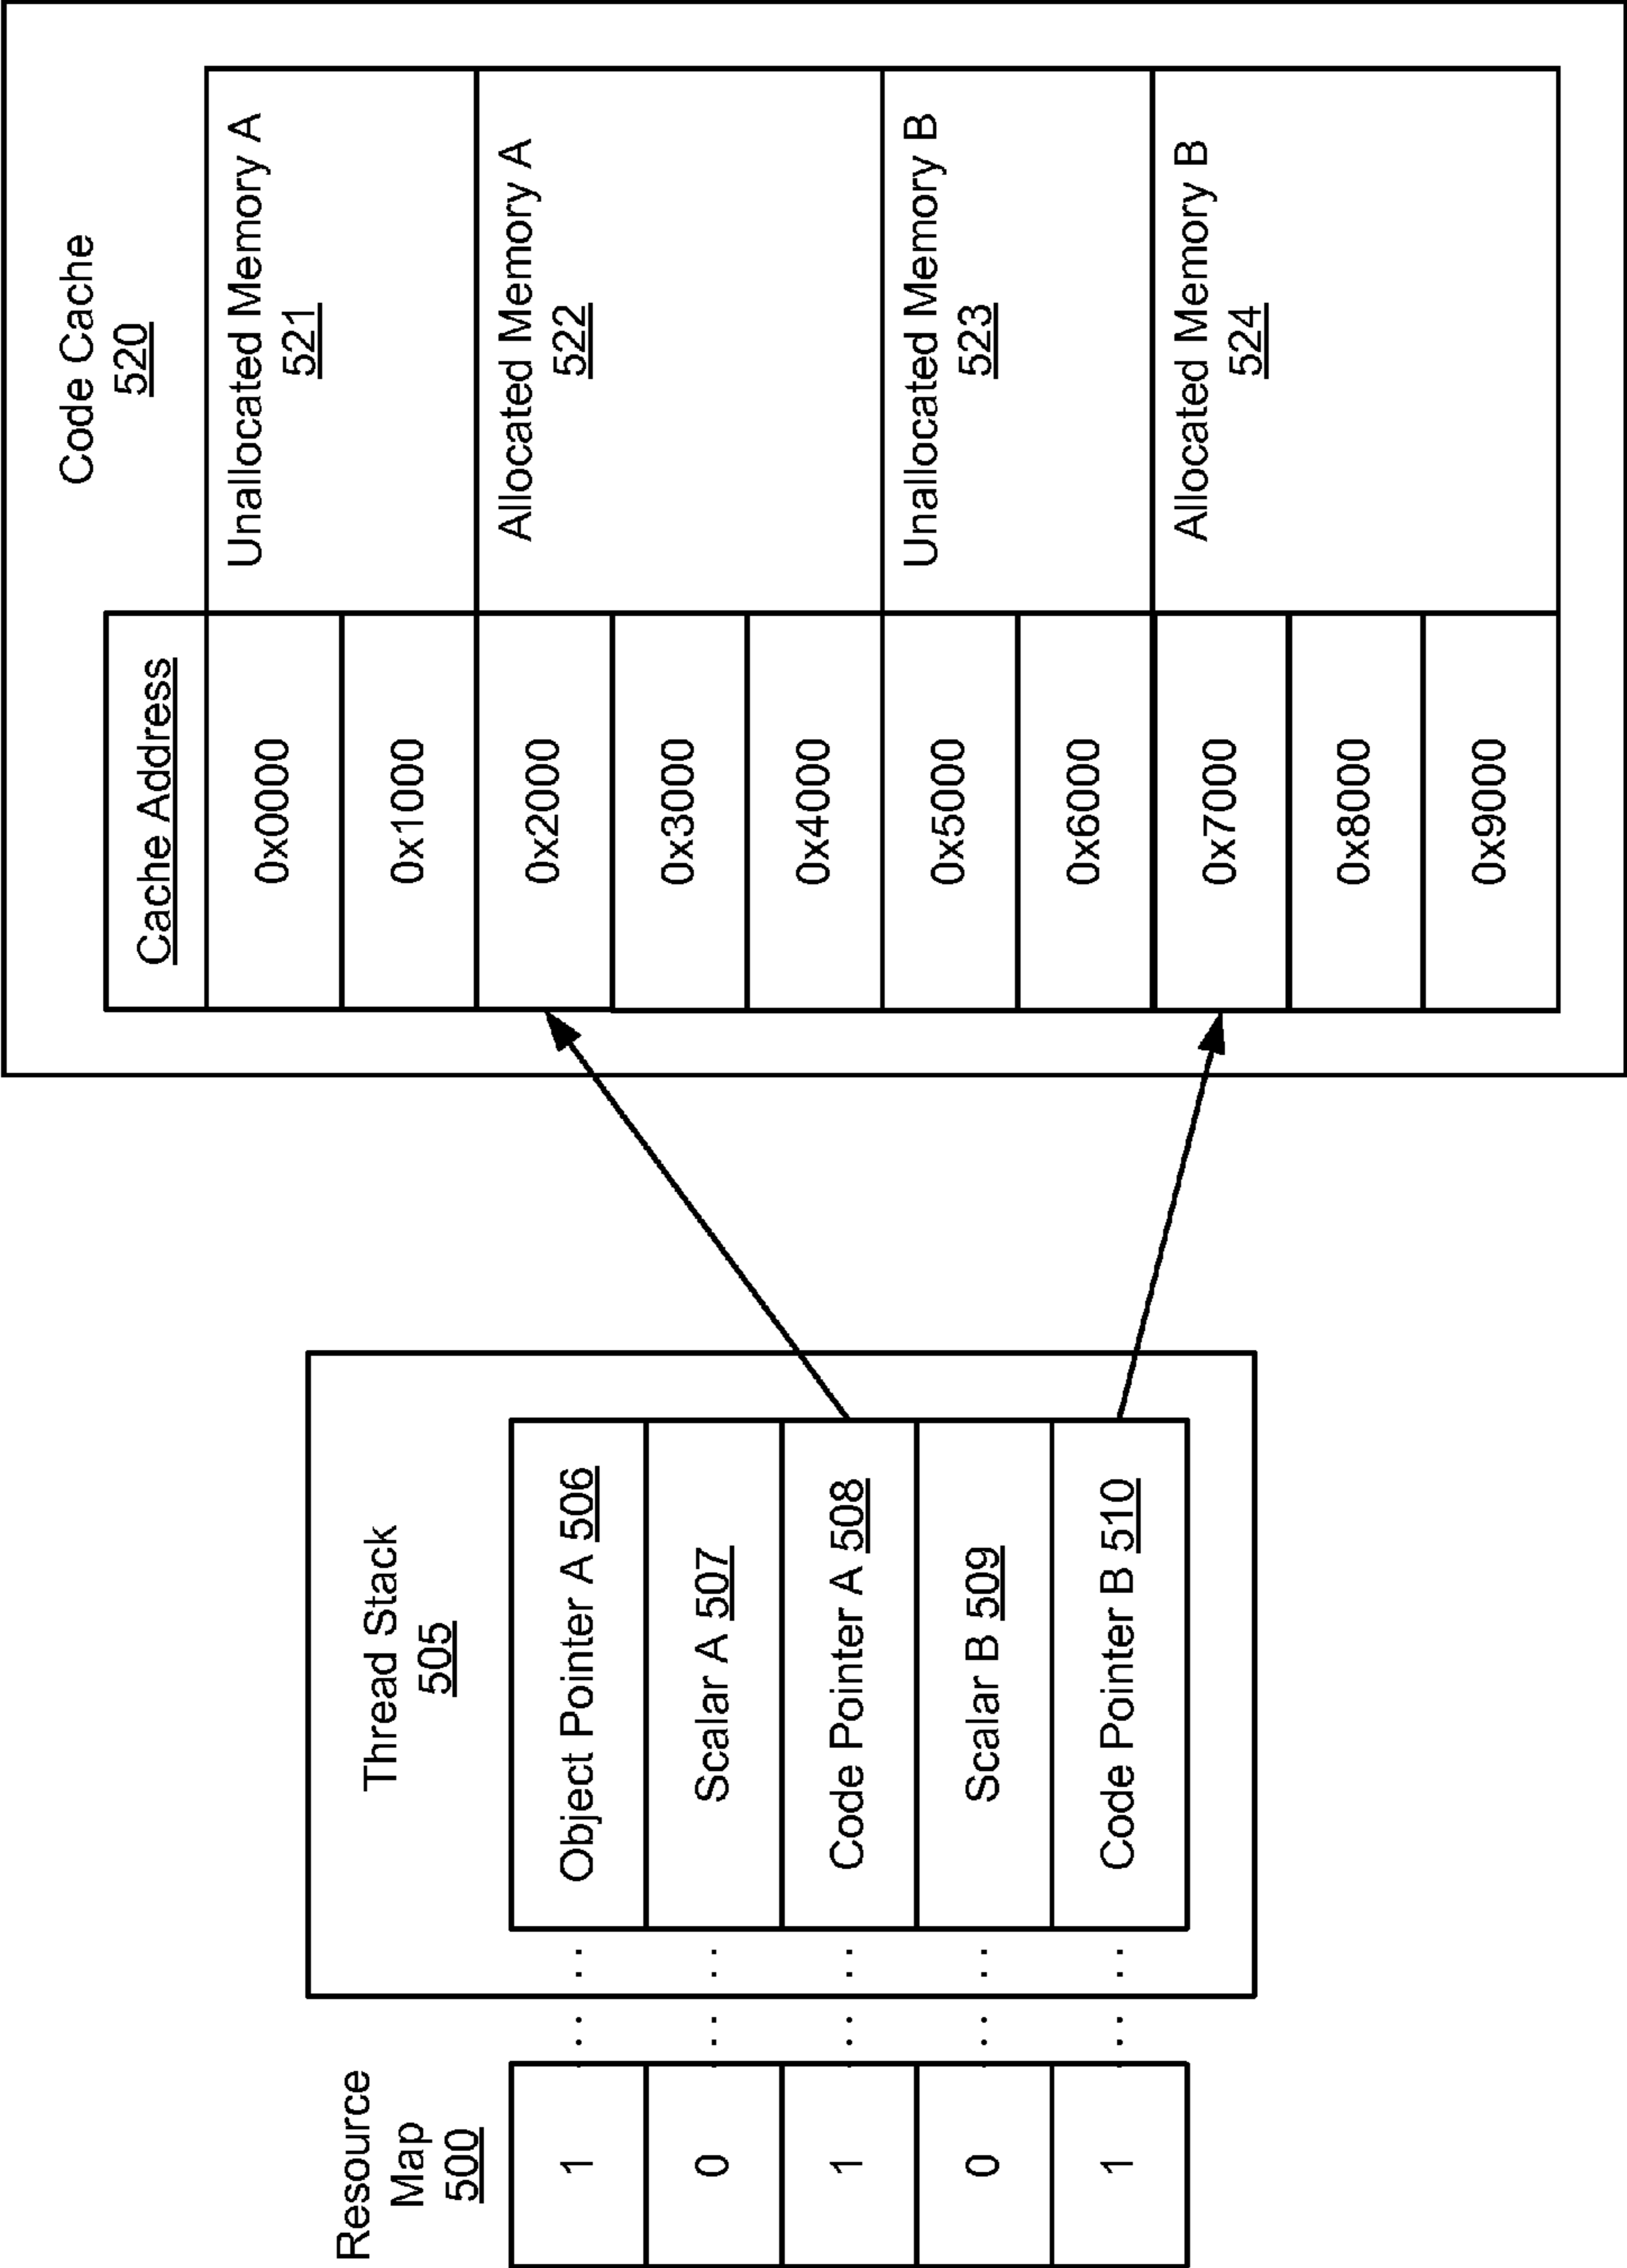 Resource
Map
500
1
0
1
0
1
Thread Stack
505
Object Pointer A 506
Scalar A 507
Code Pointer A 508
Scalar B 509
Code Pointer B 510
Code Cache
520
Cache Address
0x0000
0x1000
0x2000
0x3000
0x4000
0x5000
0x6000
0x7000
0x8000
0x9000
Unallocated Memory A
521
Allocated Memory A
522
Unallocated Memory B
523
Allocated Memory B
524